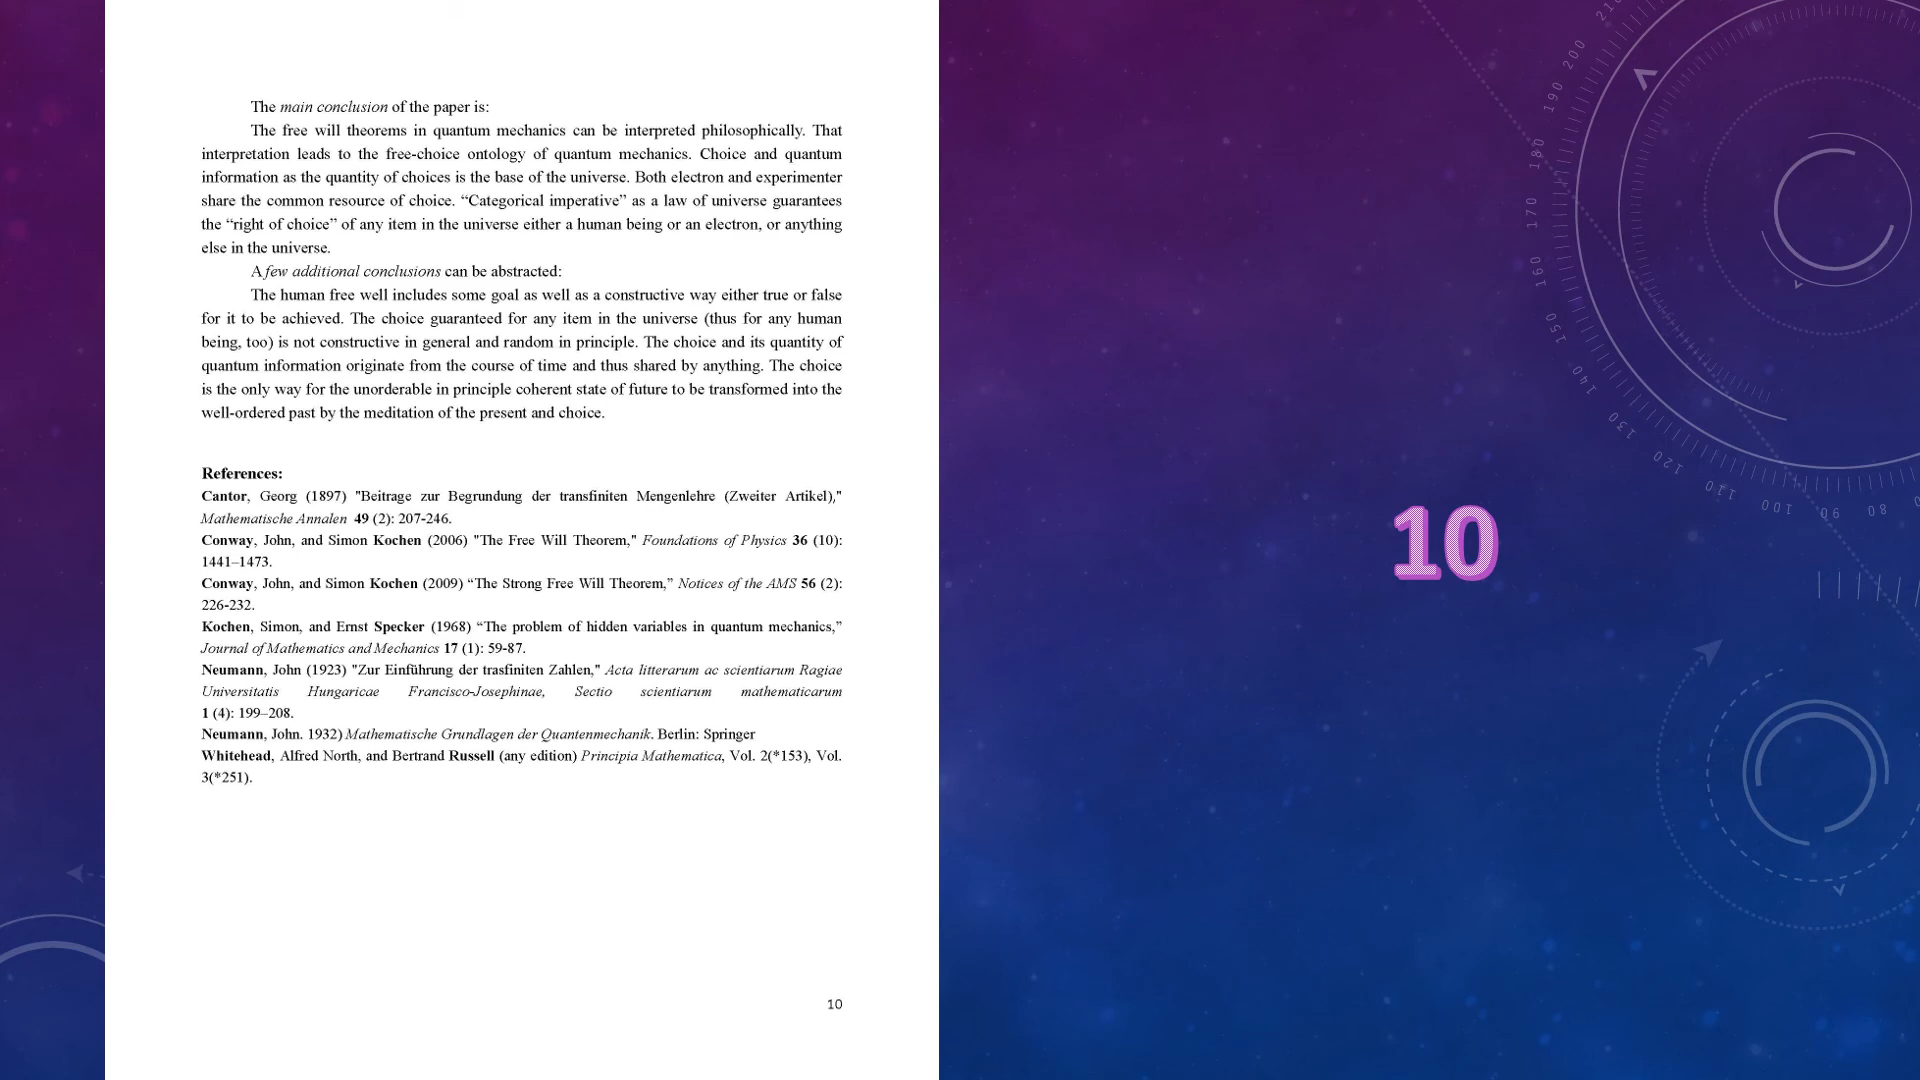 The main conclusion of the paper is:
The free will theorems in quantum mechanics can be interpreted philosophically. That
interpretation leads to the free-choice ontology of quantum mechanics. Choice and quantum
information as the quantity of choices is the base of the universe. Both electron and experimenter
share the common resource of choice. “Categorical imperative” as a law of universe guarantees
the “right of choice” of any item in the universe either a human being or an electron, or anything
else in the universe.
A few additional conclusions can be abstracted:
The human free well includes some goal as well as a constructive way either true or false
for it to be achieved. The choice guaranteed for any item in the universe (thus for any human
being, too) is not constructive in general and random in principle. The choice and its quantity of
quantum information originate from the course of time and thus shared by anything. The choice
is the only way for the unorderable in principle coherent state of future to be transformed into the
well-ordered past by the meditation of the present and choice.
References:
Cantor, Georg (1897) "Beitrage zur Begrundung der transfiniten Mengenlehre (Zweiter Artikel),"
Mathematische Annalen 49 (2): 207-246.
Conway, John, and Simon Kochen (2006) "The Free Will Theorem," Foundations of Physics 36 (10):
1441–1473.
Conway, John, and Simon Kochen (2009) “The Strong Free Will Theorem,” Notices of the AMS 56 (2):
226-232.
Kochen, Simon, and Ernst Specker (1968) “The problem of hidden variables in quantum mechanics,”
Journal of Mathematics and Mechanics 17 (1): 59-87.
Neumann, John (1923) "Zur Einführung der trasfiniten Zahlen," Acta litterarum ac scientiarum Ragiae
Universitatis Hungaricae Francisco-Josephinae, Sectio scientiarum mathematicarum
1 (4): 199–208.
Neumann, John. 1932) Mathematische Grundlagen der Quantenmechanik. Berlin: Springer
Whitehead, Alfred North, and Bertrand Russell (any edition) Principia Mathematica, Vol. 2(*153), Vol.
3(*251).
10
10
200
190
180
170
160
150
140
130
120
110
100
90
80